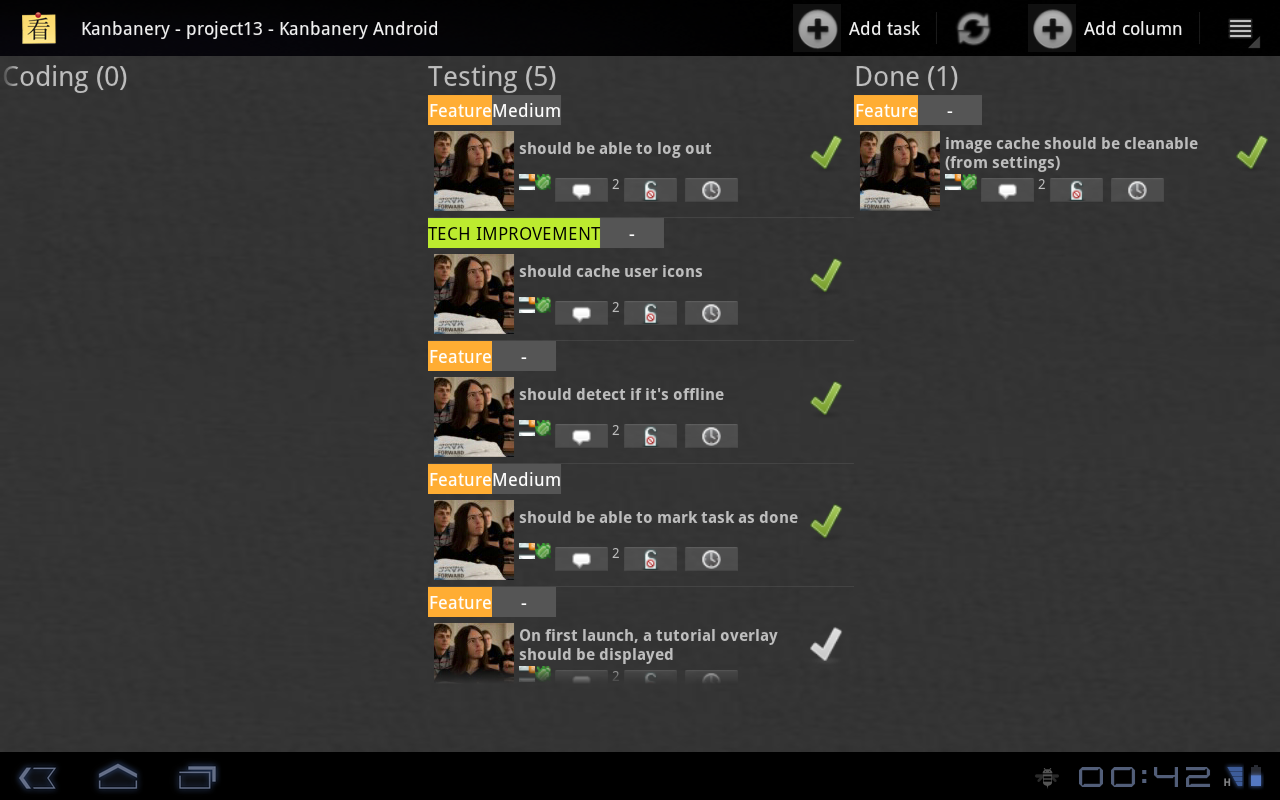 看
Kanbanery - project13 - Kanbanery Android
Add task
Add column
Coding (0)
Testing (5)
Feature
Medium
should be able to log out
2
TECH IMPROVEMENT
-
should cache user icons
2
Feature
-
should detect if it's offline
2
Feature
Medium
should be able to mark task as done
2
Feature
-
On first launch, a tutorial overlay
should be displayed
2
Done (1)
Feature
-
image cache should be cleanable
(from settings)
2
00:42
H